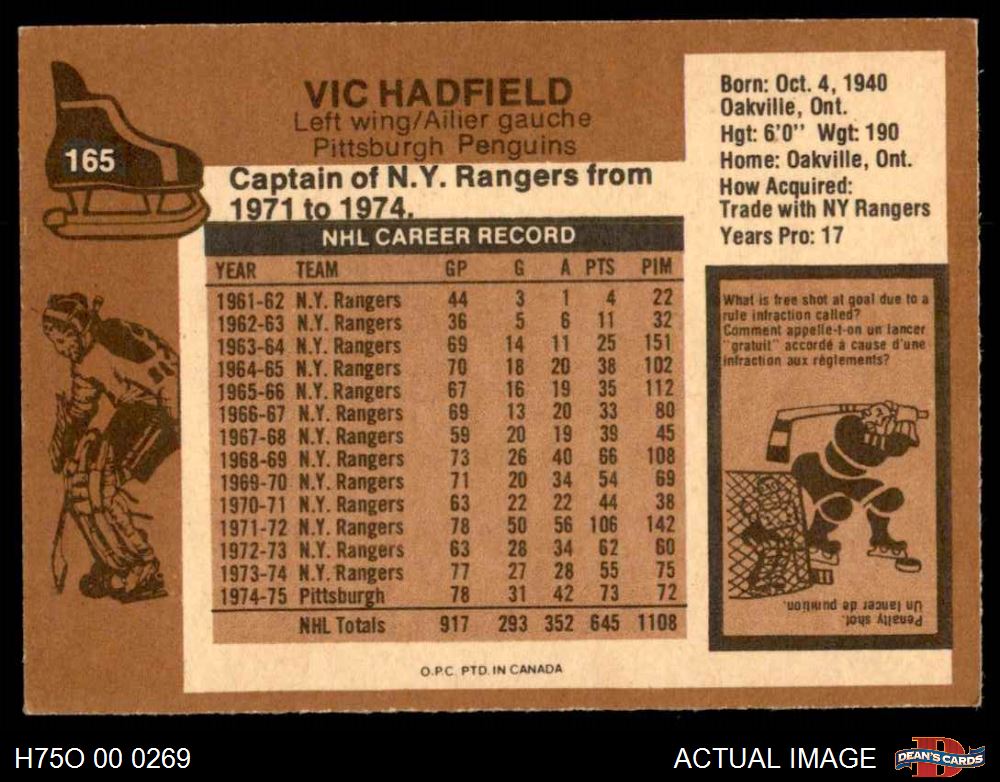 165
VIC HADFIELD
Left wing/Ailier gauche
Pittsburgh Penguins
Captain of N.Y. Rangers from
1971 to 1974.
NHL CAREER RECORD
YEAR TEAM GP G A PTS PIM
1961-62 N.Y. Rangers 44 3 1 4 22
1962-63 N.Y. Rangers 36 5 6 11 32
1963-64 N.Y. Rangers 69 14 11 25 151
1964-65 N.Y. Rangers 70 18 20 38 102
1965-66 N.Y. Rangers 67 16 19 35 112
1966-67 N.Y. Rangers 69 13 20 33 80
1967-68 N.Y. Rangers 59 20 19 39 45
1968-69 N.Y. Rangers 73 26 40 66 108
1969-70 N.Y. Rangers 71 20 34 54 69
1970-71 N.Y. Rangers 63 22 22 44 38
1971-72 N.Y. Rangers 78 50 56 106 142
1972-73 N.Y. Rangers 63 28 34 62 60
1973-74 N.Y. Rangers 77 27 28 55 75
1974-75 Pittsburgh 78 31 42 73 72
NHL Totals 917 293 352 645 1108
O.P.C. PTD. IN CANADA
Born: Oct. 4, 1940
Oakville, Ont.
Hgt: 6'0" Wgt: 190
Home: Oakville, Ont.
How Acquired:
Trade with NY Rangers
Years Pro: 17
What is free shot at goal due to a
rule infraction called?
Comment appelle-t-on un lancer
"gratuit" accordé à cause d'une
infraction aux règlements?
Penalty shot.
Un lancer de punition.
H75O 00 0269
ACTUAL IMAGE
D
DEAN'S CARDS